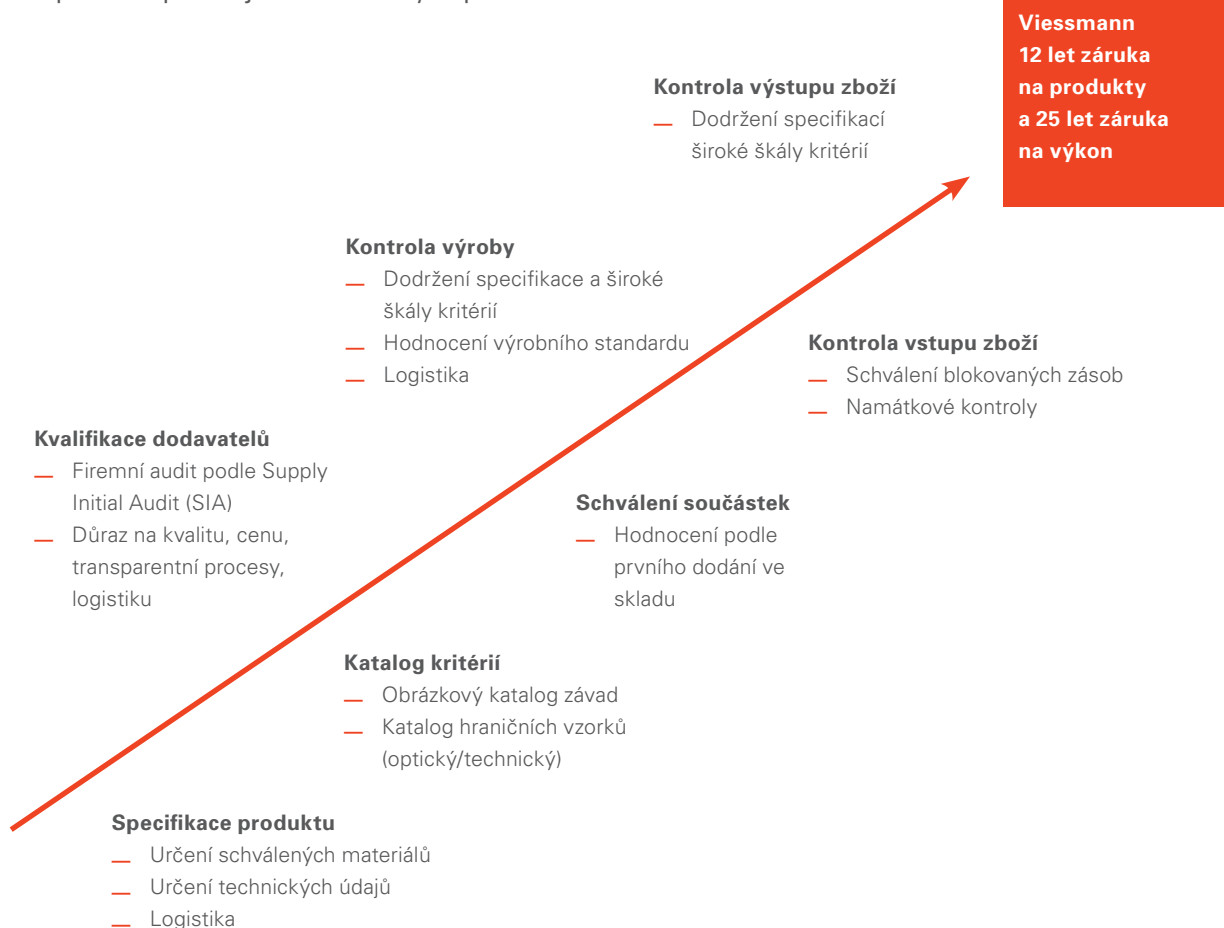 Viessmann
12 let záruka
na produkty
a 25 let záruka
na výkon
Kontrola výstupu zboží
— Dodržení specifikací
široké škály kritérií
Kontrola výroby
— Dodržení specifikace a široké
škály kritérií
— Hodnocení výrobního standardu
— Logistika
Kontrola vstupu zboží
— Schválení blokovaných zásob
— Namátkové kontroly
Kvalifikace dodavatelů
— Firemní audit podle Supply
Initial Audit (SIA)
— Důraz na kvalitu, cenu,
transparentní procesy,
logistiku
Schválení součástek
— Hodnocení podle
prvního dodání ve
skladu
Katalog kritérií
— Obrázkový katalog závad
— Katalog hraničních vzorků
(optický/technický)
Specifikace produktu
— Určení schválených materiálů
— Určení technických údajů
— Logistika